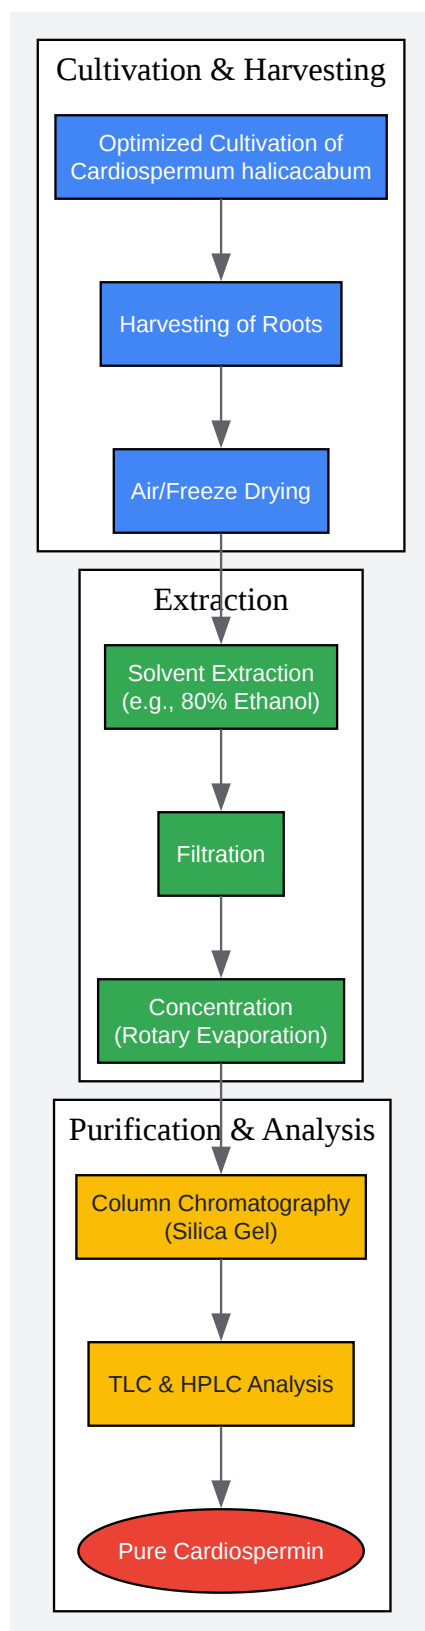 Cultivation & Harvesting
Optimized Cultivation of
Cardiospermum halicacabum
Harvesting of Roots
Air/Freeze Drying
Extraction
Solvent Extraction
(e.g., 80% Ethanol)
Filtration
Concentration
(Rotary Evaporation)
Purification & Analysis
Column Chromatography
(Silica Gel)
TLC & HPLC Analysis
Pure Cardiospermin